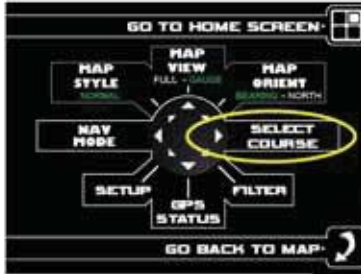 GO TO HOME SCREEN
MAP
VIEW
FULL - GAUGE
MAP
STYLE
NORMAL
MAP
ORIENT
BEARING - NORTH
NAV
MODE
SELECT
COURSE
SETUP
GPS
STATUS
FILTER
GO BACK TO MAP